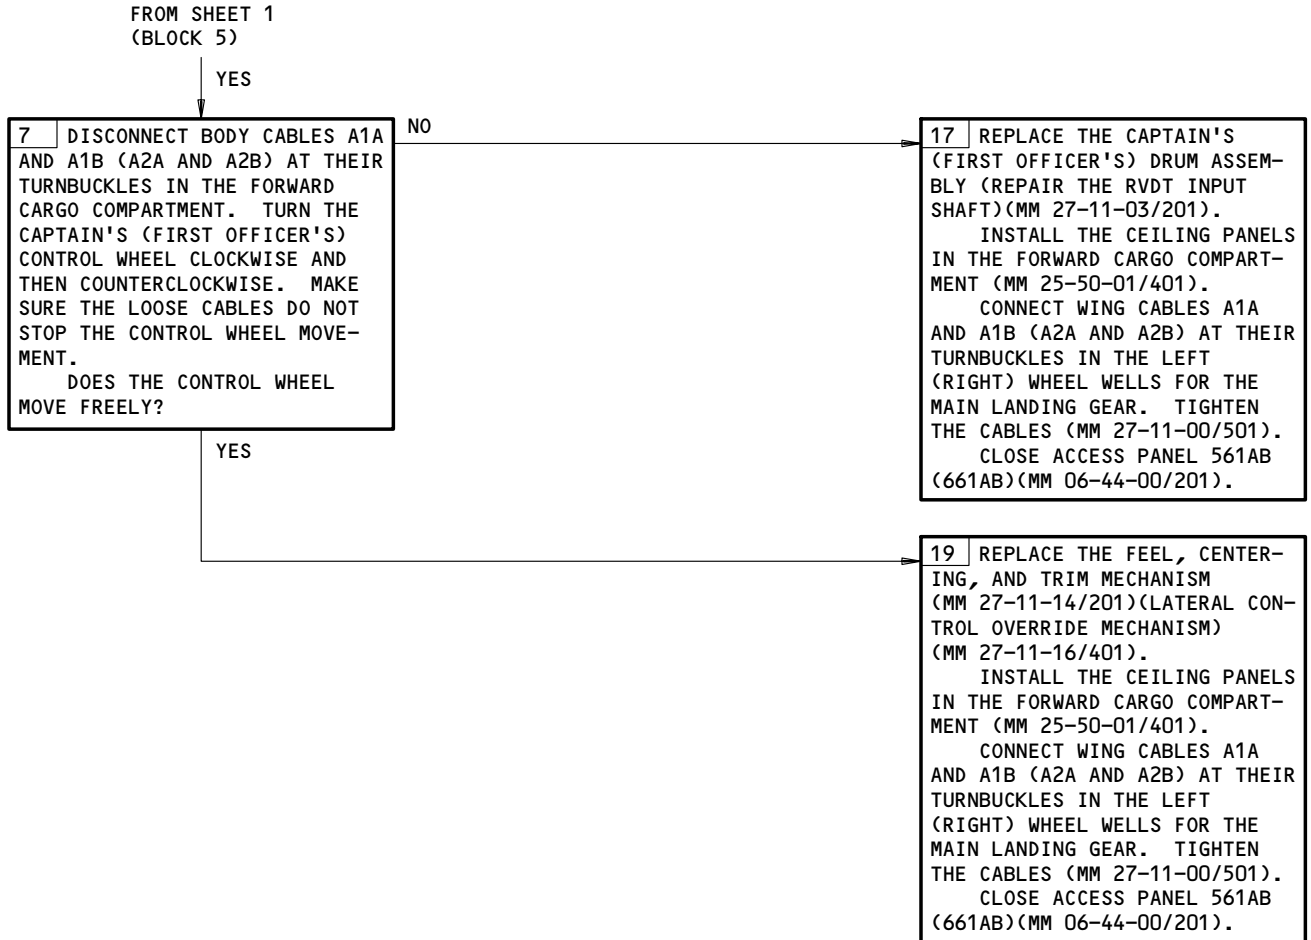 FROM SHEET 1
(BLOCK 5)
YES
7 DISCONNECT BODY CABLES A1A
AND A1B (A2A AND A2B) AT THEIR
TURNBUCKLES IN THE FORWARD
CARGO COMPARTMENT. TURN THE
CAPTAIN'S (FIRST OFFICER'S)
CONTROL WHEEL CLOCKWISE AND
THEN COUNTERCLOCKWISE. MAKE
SURE THE LOOSE CABLES DO NOT
STOP THE CONTROL WHEEL MOVE-
MENT.
DOES THE CONTROL WHEEL
MOVE FREELY?
NO
YES
17 REPLACE THE CAPTAIN'S
(FIRST OFFICER'S) DRUM ASSEM-
BLY (REPAIR THE RVDT INPUT
SHAFT)(MM 27-11-03/201).
INSTALL THE CEILING PANELS
IN THE FORWARD CARGO COMPART-
MENT (MM 25-50-01/401).
CONNECT WING CABLES A1A
AND A1B (A2A AND A2B) AT THEIR
TURNBUCKLES IN THE LEFT
(RIGHT) WHEEL WELLS FOR THE
MAIN LANDING GEAR. TIGHTEN
THE CABLES (MM 27-11-00/501).
CLOSE ACCESS PANEL 561AB
(661AB)(MM 06-44-00/201).
19 REPLACE THE FEEL, CENTER-
ING, AND TRIM MECHANISM
(MM 27-11-14/201)(LATERAL CON-
TROL OVERRIDE MECHANISM)
(MM 27-11-16/401).
INSTALL THE CEILING PANELS
IN THE FORWARD CARGO COMPART-
MENT (MM 25-50-01/401).
CONNECT WING CABLES A1A
AND A1B (A2A AND A2B) AT THEIR
TURNBUCKLES IN THE LEFT
(RIGHT) WHEEL WELLS FOR THE
MAIN LANDING GEAR. TIGHTEN
THE CABLES (MM 27-11-00/501).
CLOSE ACCESS PANEL 561AB
(661AB)(MM 06-44-00/201).